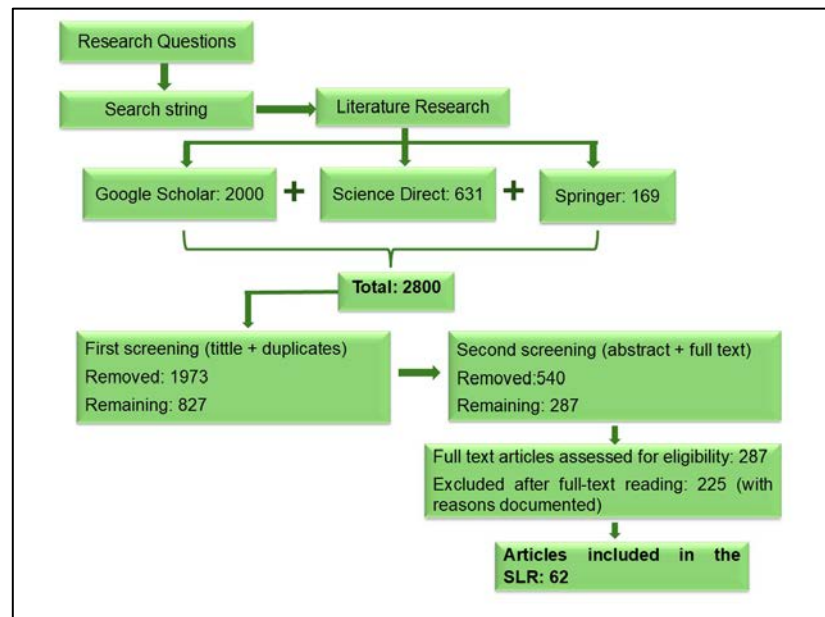 Research Questions
Search string
Literature Research
Google Scholar: 2000
+
Science Direct: 631
+
Springer: 169
Total: 2800
First screening (tittle + duplicates)
Removed: 1973
Remaining: 827
Second screening (abstract + full text)
Removed:540
Remaining: 287
Full text articles assessed for eligibility: 287
Excluded after full-text reading: 225 (with
reasons documented)
Articles included in the
SLR: 62